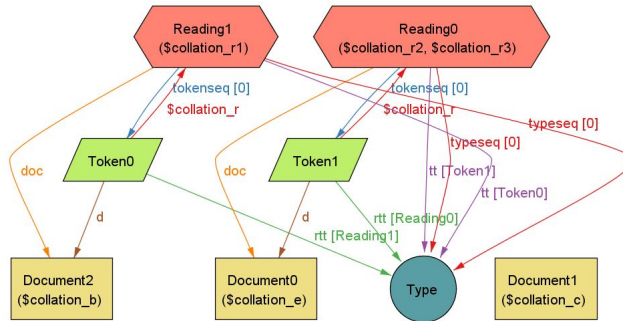 Reading1
($collation_r1)
Reading0
($collation_r2, $collation_r3)
tokenseq [0]
tokenseq [0]
$collation_r
$collation_r
typeseq [0]
typeseq [0]
Token0
Token1
doc
doc
tt [Token1]
tt [Token0]
d
d
rtt [Reading0]
rtt [Reading1]
Document2
($collation_b)
Document0
($collation_e)
Type
Document1
($collation_c)